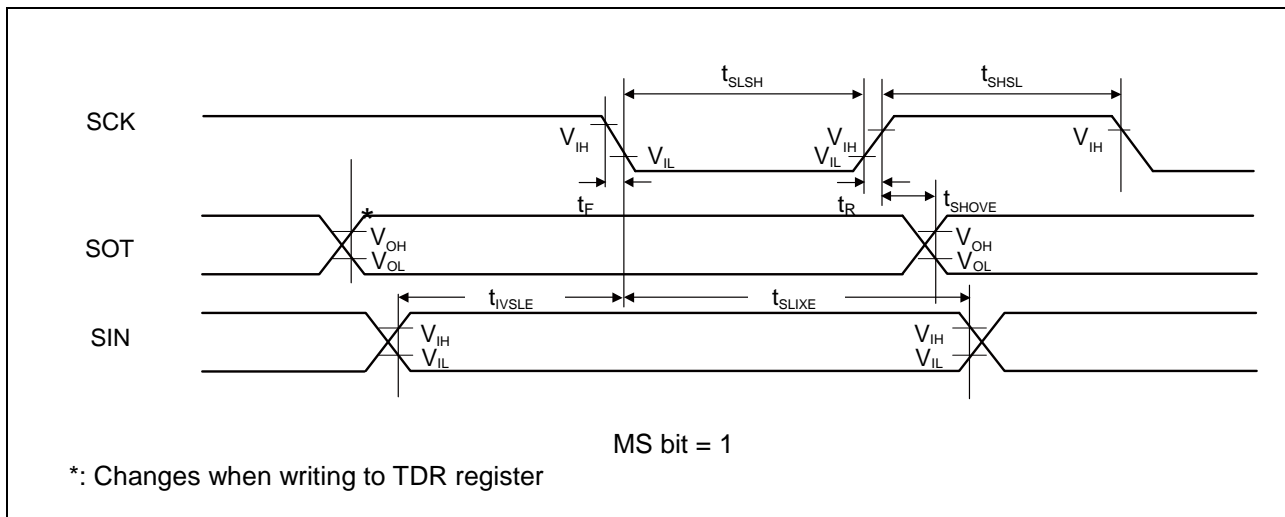 tSLSH tSHSL
SCK
VIH VIL VIH VIL VIH
tF tR tSHOVE
*
SOT
VOH VOH
VOL VOL
tIVSLE tSLIXE
SIN
VIH VIH
VIL VIL
MS bit = 1
*: Changes when writing to TDR register